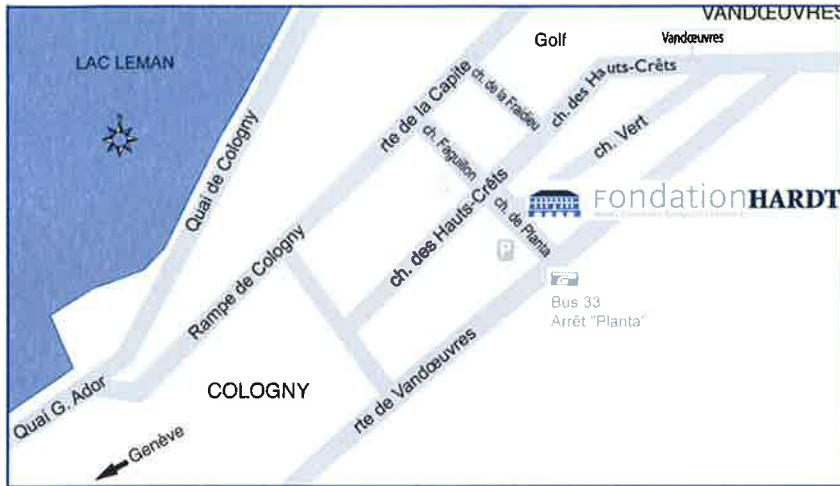 VANDŒUVRES
Golf
Vandœuvres
LAC LEMAN
rte de la Capite
ch. de la Fraidieu
ch. des Hauts-Crêts
ch. Vert
ch. Faguillon
Quai de Cologny
Fondation HARDT
ch. de Planta
ch. des Hauts-Crêts
P
Rampe de Cologny
Bus 33
Arrêt "Planta"
rte de Vandœuvres
COLOGNY
Quai G. Ador
Genève